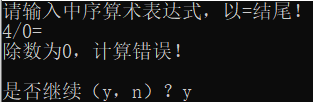 请输入中序算术表达式，以=结尾！
4/0=
除数为0，计算错误！
是否继续（y，n）？y